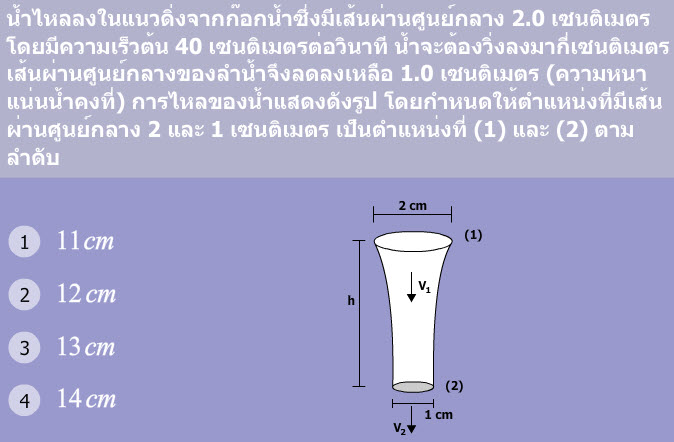 น้ำไหลลงในแนวดิ่งจากก๊อกน้ำซึ่งมีเส้นผ่านศูนย์กลาง 2.0 เซนติเมตร
โดยมีความเร็วต้น 40 เซนติเมตรต่อวินาที น้ำจะต้องวิ่งลงมากี่เซนติเมตร
เส้นผ่านศูนย์กลางของลำน้ำจึงลดลงเหลือ 1.0 เซนติเมตร (ความหนา
แน่นน้ำคงที่) การไหลของน้ำแสดงดังรูป โดยกำหนดให้ตำแหน่งที่มีเส้น
ผ่านศูนย์กลาง 2 และ 1 เซนติเมตร เป็นตำแหน่งที่ (1) และ (2) ตาม
ลำดับ
1 11cm
2 12cm
3 13cm
4 14cm
2 cm
(1)
V₁
h
(2)
1 cm
V₂